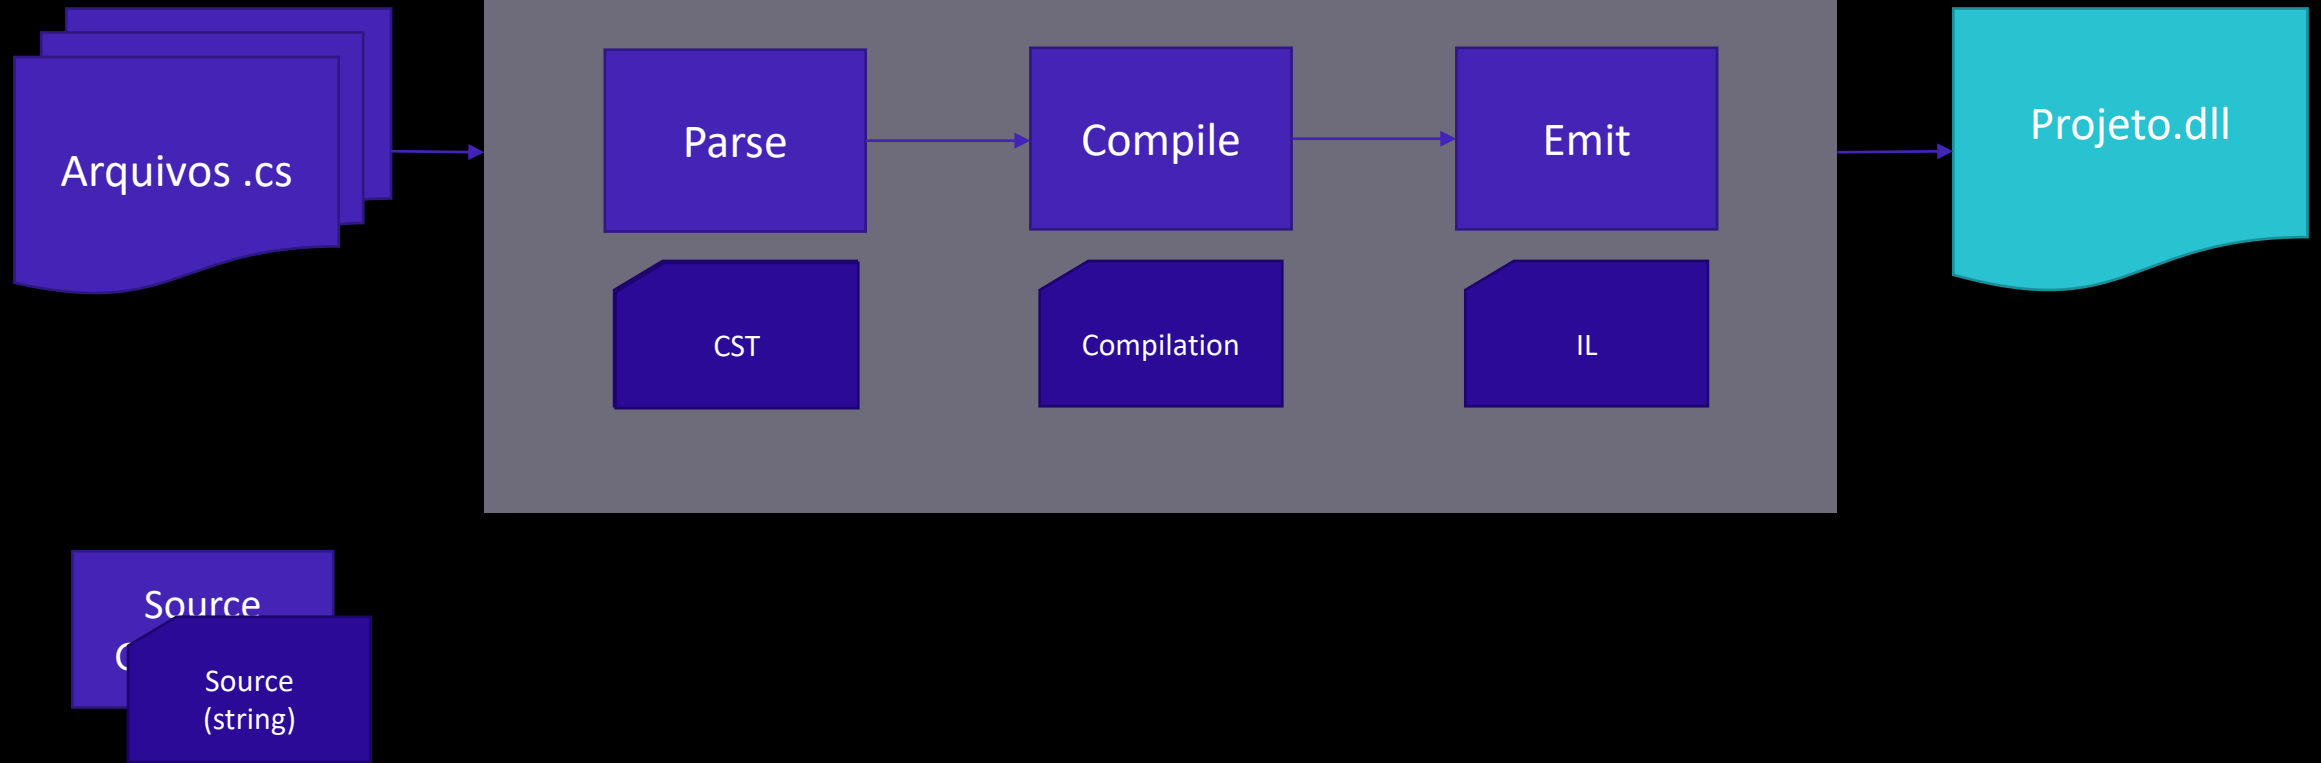 Arquivos .cs
Parse
Compile
Emit
Projeto.dll
CST
Compilation
IL
Source
Source
(string)